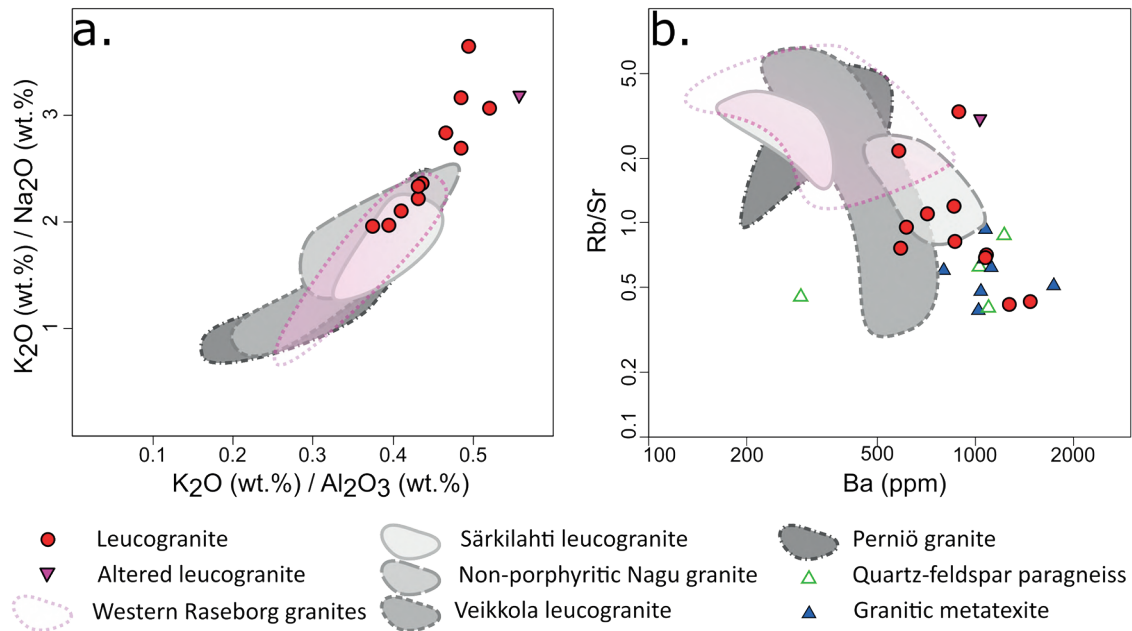 a.
K2O (wt.%) / Na2O (wt.%)
3
2
1
0.1 0.2 0.3 0.4 0.5
K2O (wt.%) / Al2O3 (wt.%)
b.
Rb/Sr
5.0
2.0
1.0
0.5
0.2
0.1
100 200 500 1000 2000
Ba (ppm)
Leucogranite
Särkilahti leucogranite
Perniö granite
Altered leucogranite
Non-porphyritic Nagu granite
Quartz-feldspar paragneiss
Western Raseborg granites
Veikkola leucogranite
Granitic metatexite